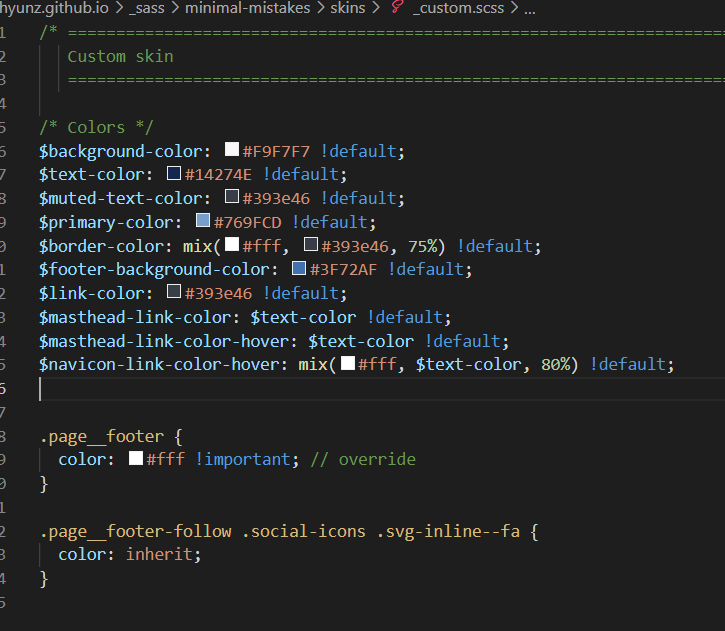 hyunz.github.io > _sass > minimal-mistakes > skins > _custom.scss > ...
1 /* ====================================================================
2 Custom skin
3 ====================================================================
4
5 /* Colors */
6 $background-color: #F9F7F7 !default;
7 $text-color: #14274E !default;
8 $muted-text-color: #393e46 !default;
9 $primary-color: #769FCD !default;
0 $border-color: mix(#fff, #393e46, 75%) !default;
1 $footer-background-color: #3F72AF !default;
2 $link-color: #393e46 !default;
3 $masthead-link-color: $text-color !default;
4 $masthead-link-color-hover: $text-color !default;
5 $navicon-link-color-hover: mix(#fff, $text-color, 80%) !default;
6
7
8 .page__footer {
9 color: #fff !important; // override
0 }
1
2 .page__footer-follow .social-icons .svg-inline--fa {
3 color: inherit;
4 }
5